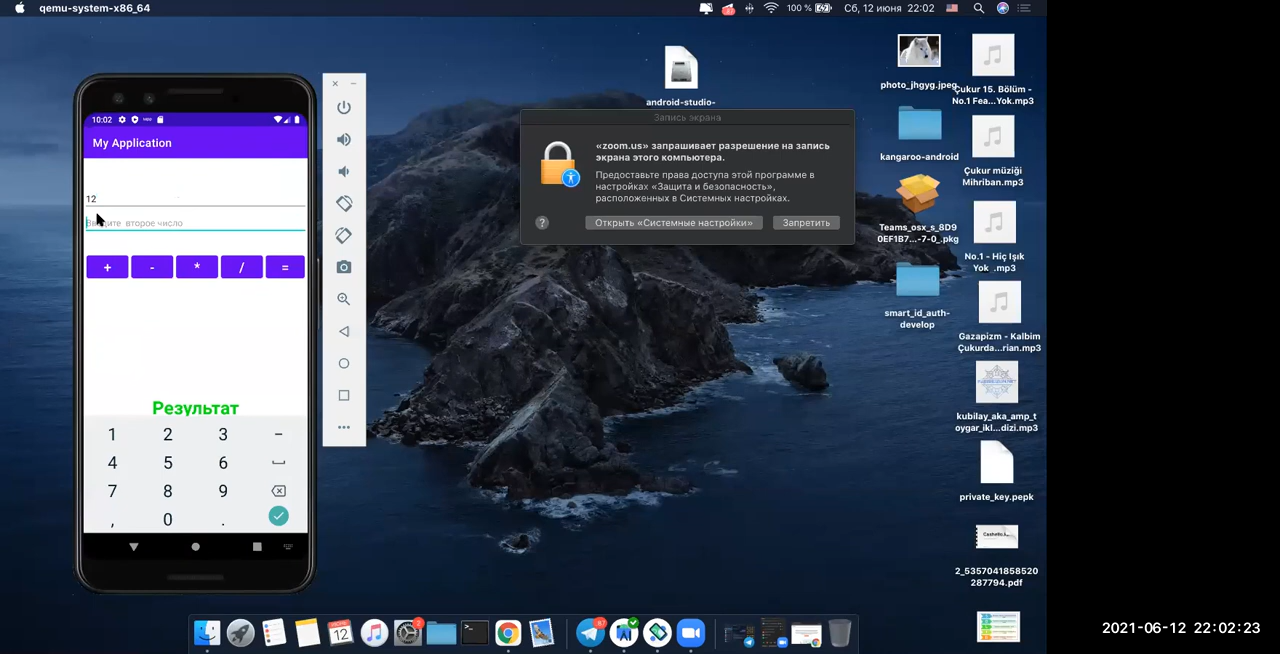 qemu-system-x86_64
100 %
Сб, 12 июня 22:02
10:02
My Application
12
Введите второе число
+ - * / =
Результат
1 2 3 -
4 5 6
7 8 9
, 0 .
android-studio-
Запись экрана
«zoom.us» запрашивает разрешение на запись
экрана этого компьютера.
Предоставьте права доступа этой программе в
настройках «Защита и безопасность»,
расположенных в Системных настройках.
?
Открыть «Системные настройки»
Запретить
photo_jhgyg.jpeg
kangaroo-android
Teams_osx_s_8D9
0EF1B7...-7-0_.pkg
smart_id_auth-
develop
Çukur 15. Bölüm -
No.1 Fea...Yok.mp3
Çukur müziği
Mihriban.mp3
No.1 - Hiç Işık
Yok .mp3
Gazapizm - Kalbim
Çukurda...rian.mp3
kubilay_aka_amp_t
oygar_ikl...dizi.mp3
private_key.pepk
2_5357041858520
287794.pdf
12
2021-06-12 22:02:23